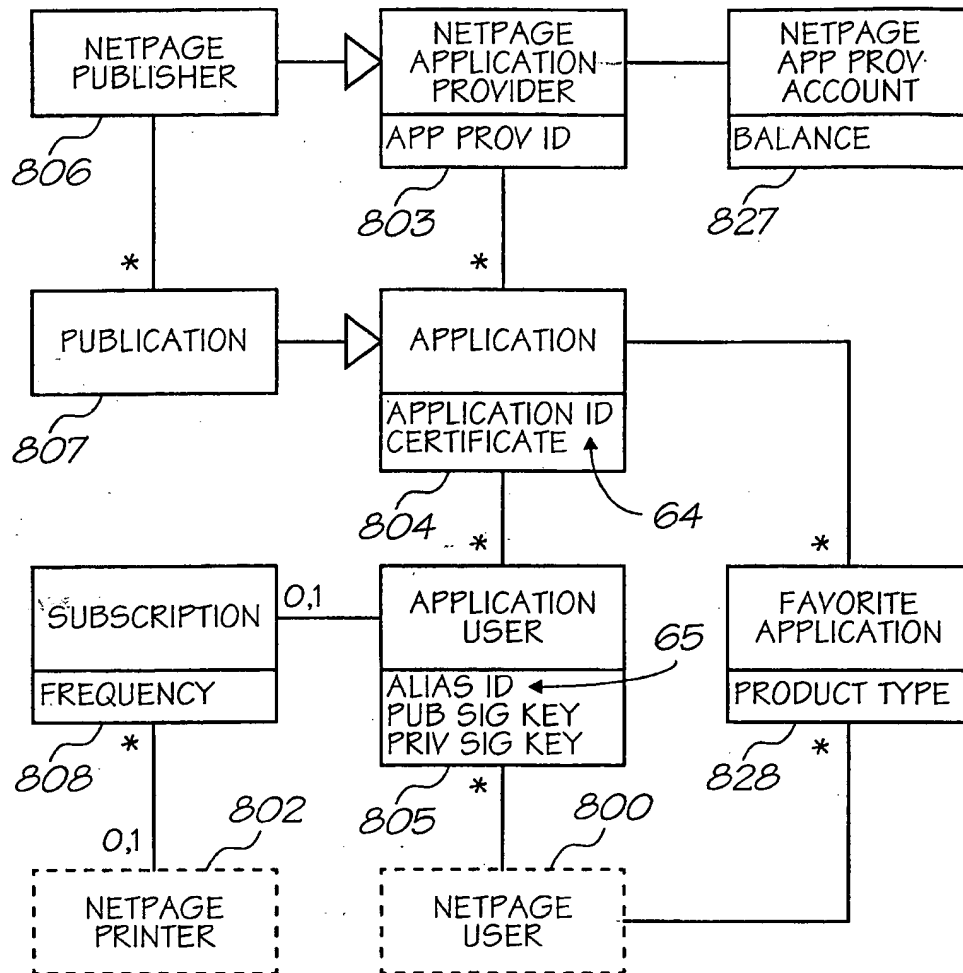 NETPAGE
PUBLISHER
806
NETPAGE
APPLICATION
PROVIDER
APP PROV ID
803
NETPAGE
APP PROV
ACCOUNT
BALANCE
827
*
*
PUBLICATION
807
APPLICATION
APPLICATION ID
CERTIFICATE
804
64
*
*
SUBSCRIPTION
FREQUENCY
808
0,1
APPLICATION
USER
ALIAS ID
PUB SIG KEY
PRIV SIG KEY
805
65
FAVORITE
APPLICATION
PRODUCT TYPE
828
*
*
*
0,1
802
NETPAGE
PRINTER
800
NETPAGE
USER